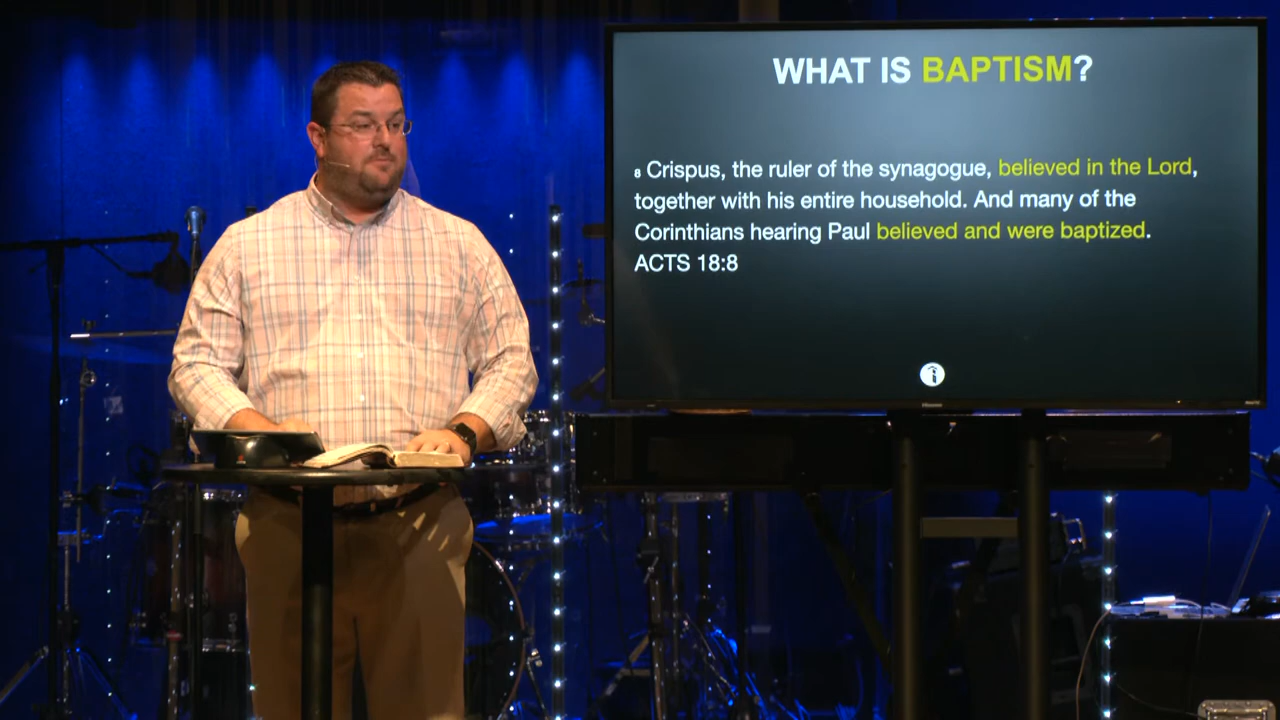 WHAT IS BAPTISM?
8 Crispus, the ruler of the synagogue, believed in the Lord,
together with his entire household. And many of the
Corinthians hearing Paul believed and were baptized.
ACTS 18:8
Hisense